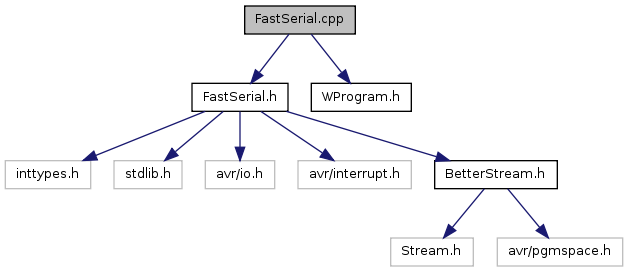 FastSerial.cpp
FastSerial.h
WProgram.h
inttypes.h
stdlib.h
avr/io.h
avr/interrupt.h
BetterStream.h
Stream.h
avr/pgmspace.h